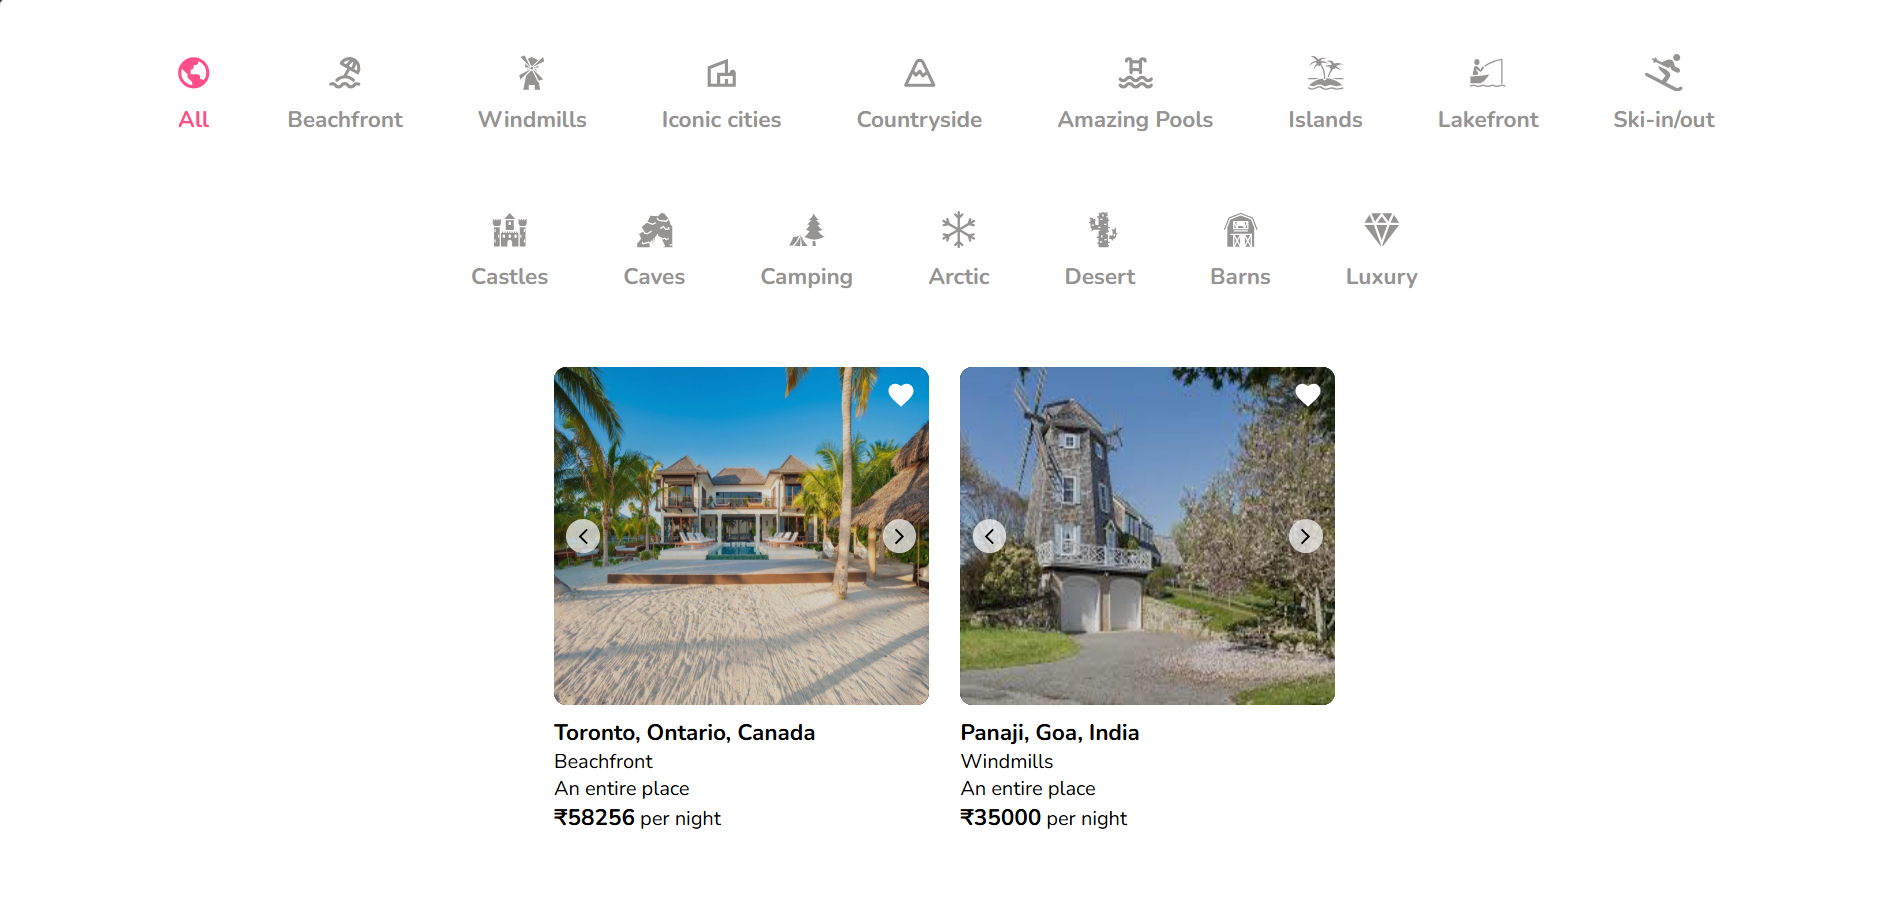 All
Beachfront
Windmills
Iconic cities
Countryside
Amazing Pools
Islands
Lakefront
Ski-in/out
Castles
Caves
Camping
Arctic
Desert
Barns
Luxury
Toronto, Ontario, Canada
Beachfront
An entire place
₹58256 per night
Panaji, Goa, India
Windmills
An entire place
₹35000 per night